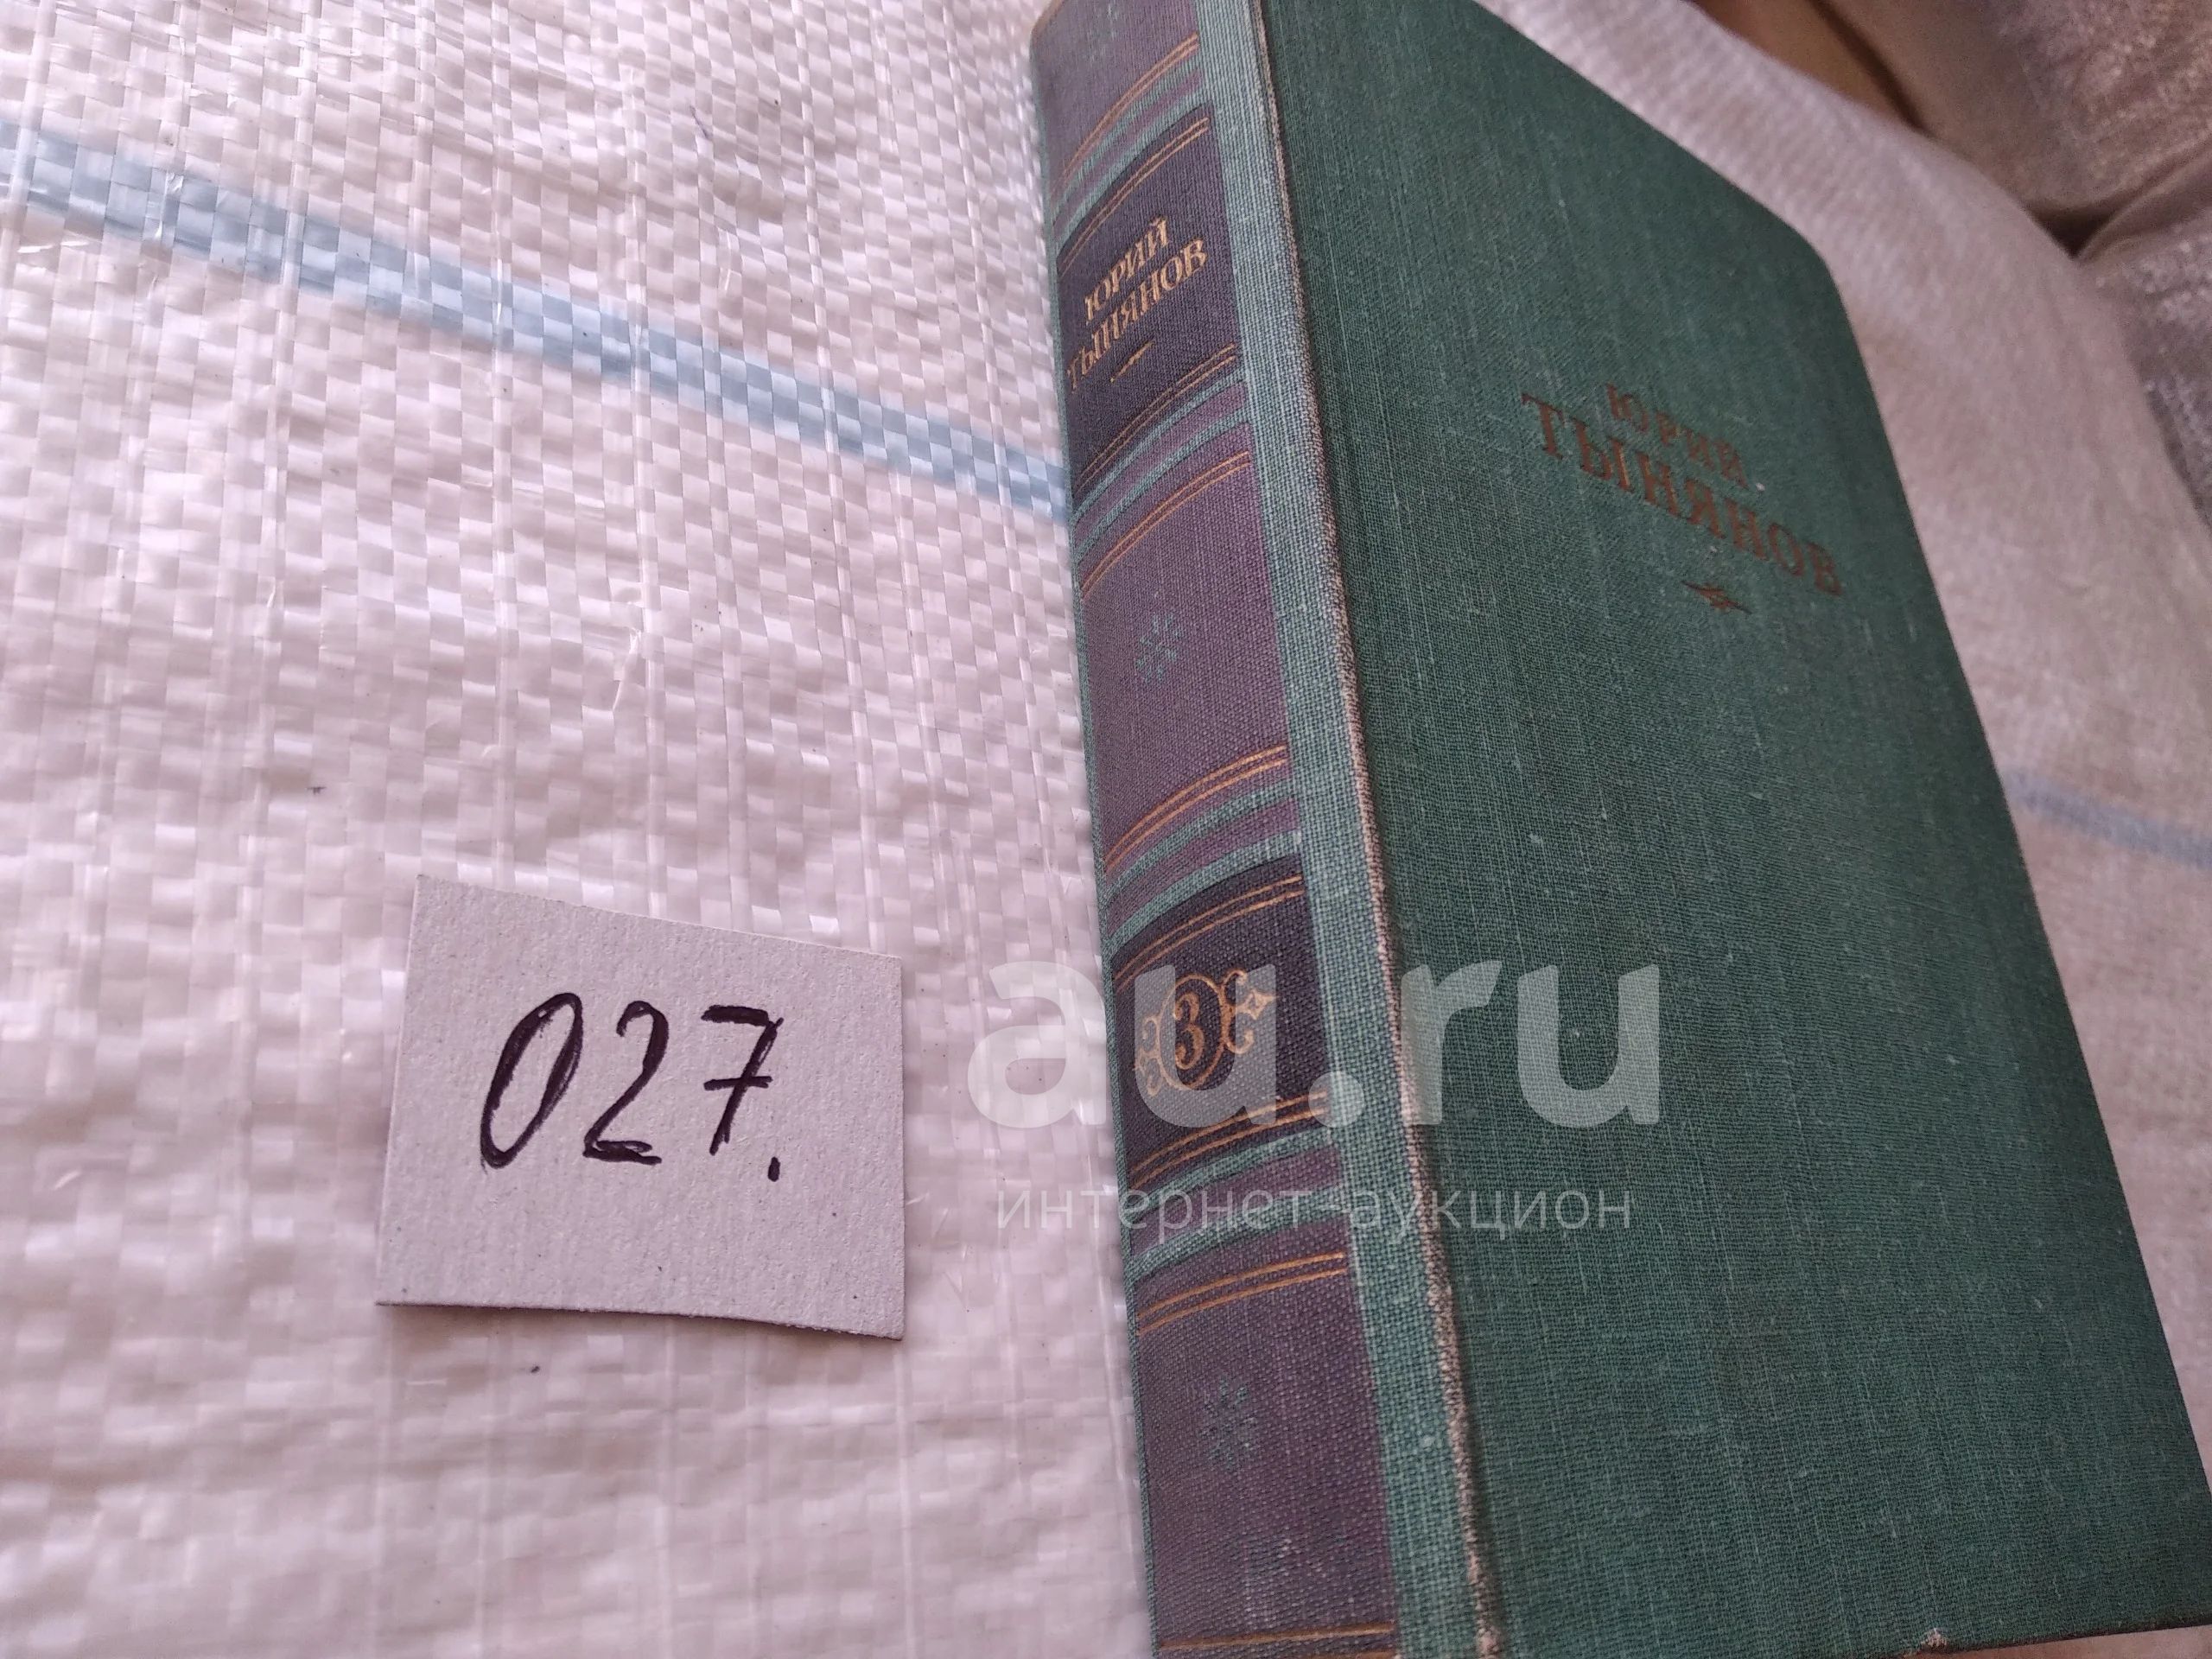 ЮРИЙ
ТЫНЯНОВ
ЮРИЙ
ТЫНЯНОВ
3
027.
au.ru
интернет-аукцион